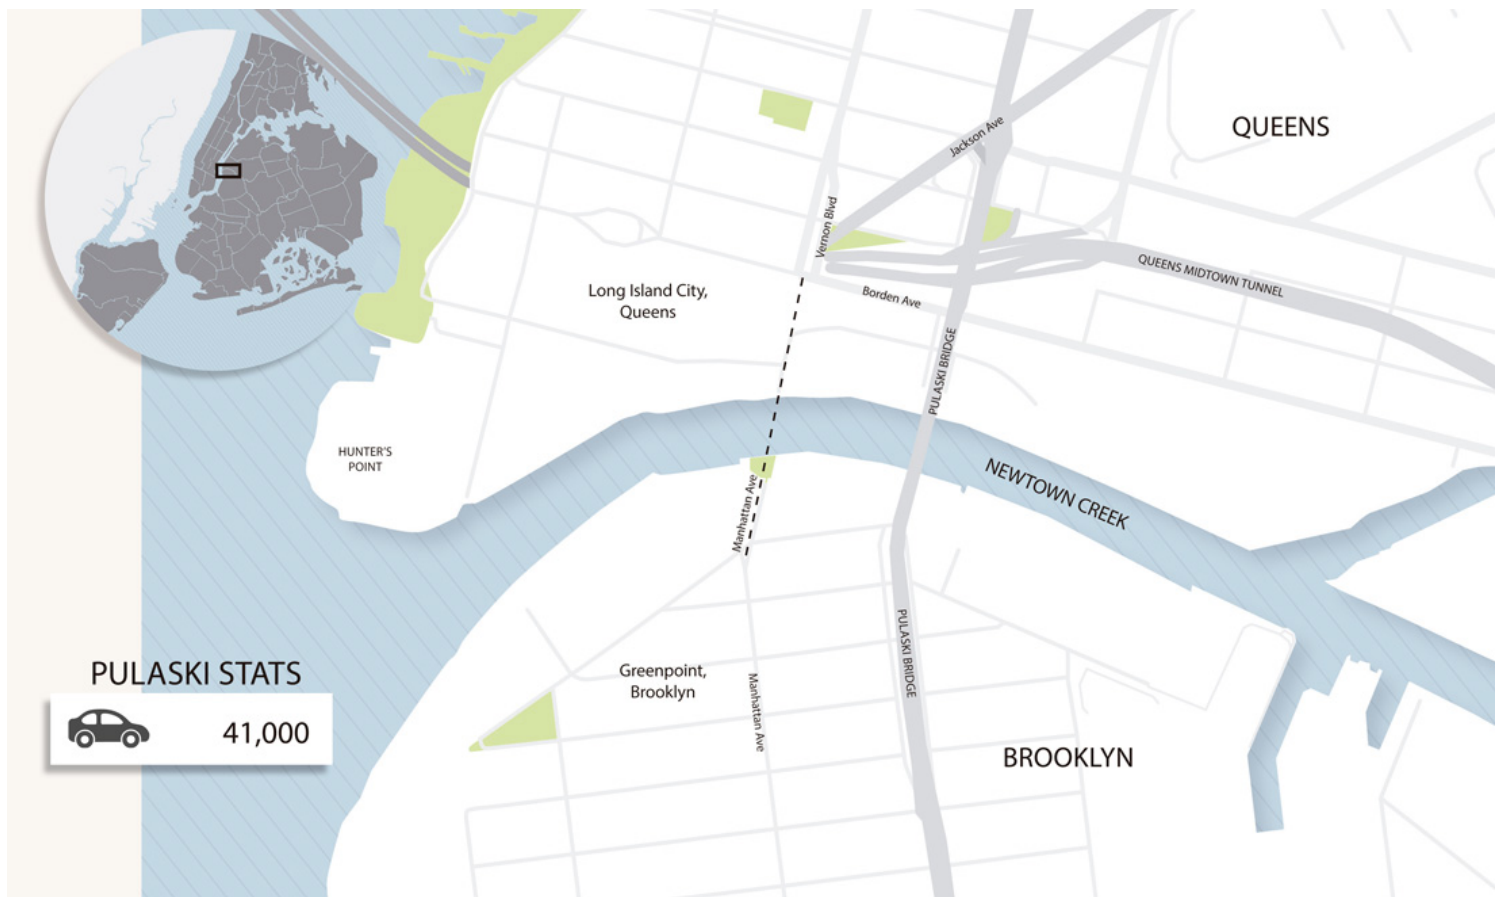 QUEENS
Jackson Ave
Vernon Blvd
QUEENS MIDTOWN TUNNEL
Long Island City,
Queens
Borden Ave
PULASKI BRIDGE
HUNTER'S
POINT
NEWTOWN CREEK
Manhattan Ave
PULASKI BRIDGE
Greenpoint,
Brooklyn
Manhattan Ave
PULASKI STATS
41,000
BROOKLYN